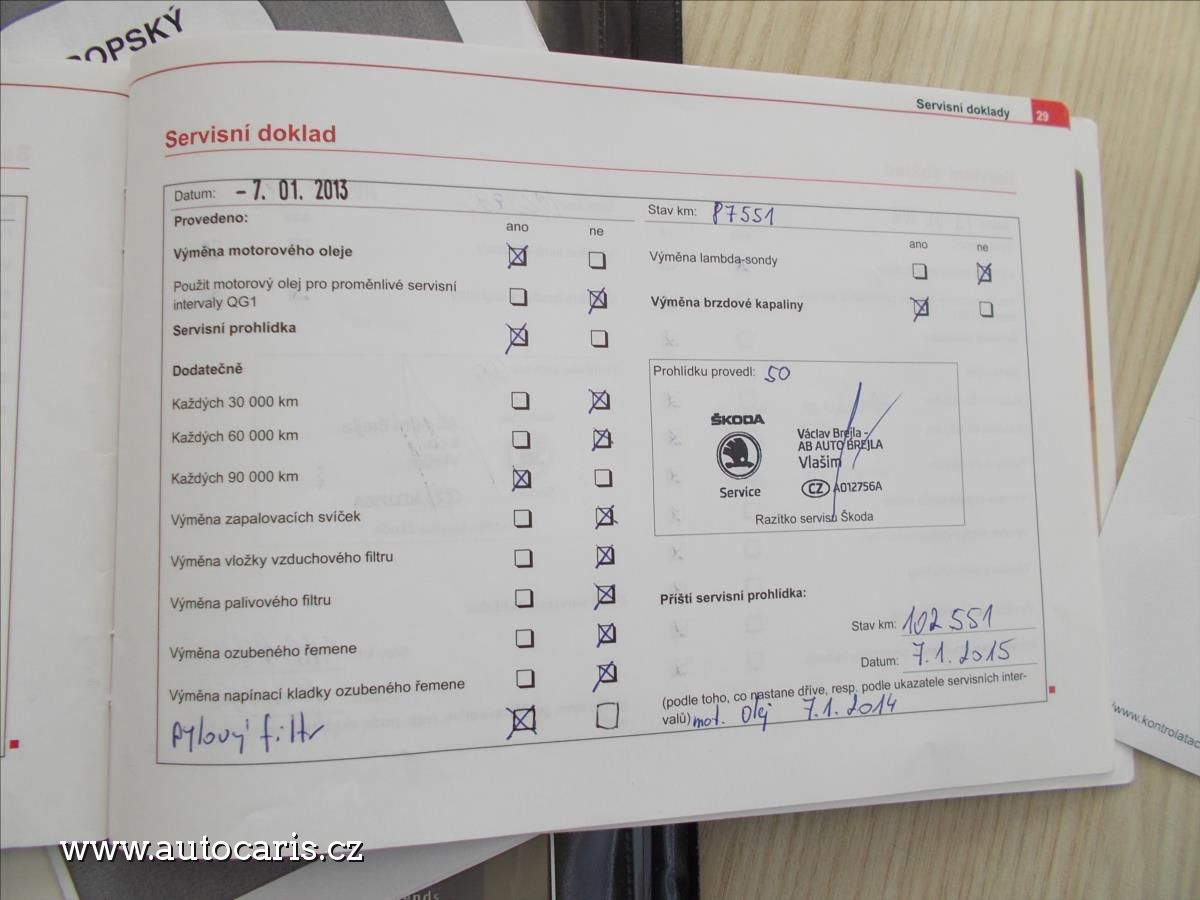 OPSKÝ
Servisní doklady 29
Servisní doklad
Datum: - 7. 01. 2013
Stav km: 87551
Provedeno:
ano ne
ano ne
Výměna motorového oleje
Použit motorový olej pro proměnlivé servisní
intervaly QG1
Servisní prohlídka
Dodatečně
Každých 30 000 km
Každých 60 000 km
Každých 90 000 km
Výměna zapalovacích svíček
Výměna vložky vzduchového filtru
Výměna palivového filtru
Výměna ozubeného řemene
Výměna napínací kladky ozubeného řemene
Pylový filtr
Výměna lambda-sondy
Výměna brzdové kapaliny
Prohlídku provedl: 50
ŠKODA
Service
Václav Brejla -
AB AUTO BREJLA
Vlašim
CZ A012756A
Razítko servisu Škoda
Příští servisní prohlídka:
Stav km: 102 551
Datum: 7.1.2015
(podle toho, co nastane dříve, resp. podle ukazatele servisních inter-
valů) mot. Olej 7.1.2014
www.kontrolatac
www.autocaris.cz